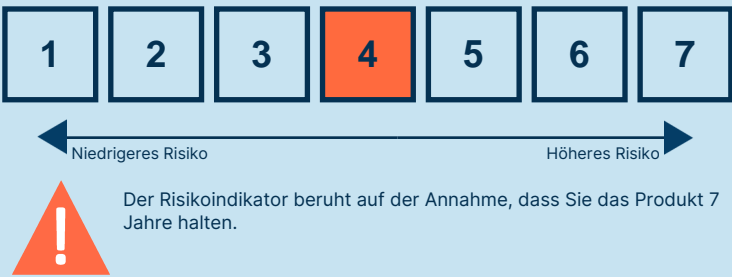 1 2 3 4 5 6 7
Niedrigeres Risiko Höheres Risiko
Der Risikoindikator beruht auf der Annahme, dass Sie das Produkt 7
Jahre halten.
!